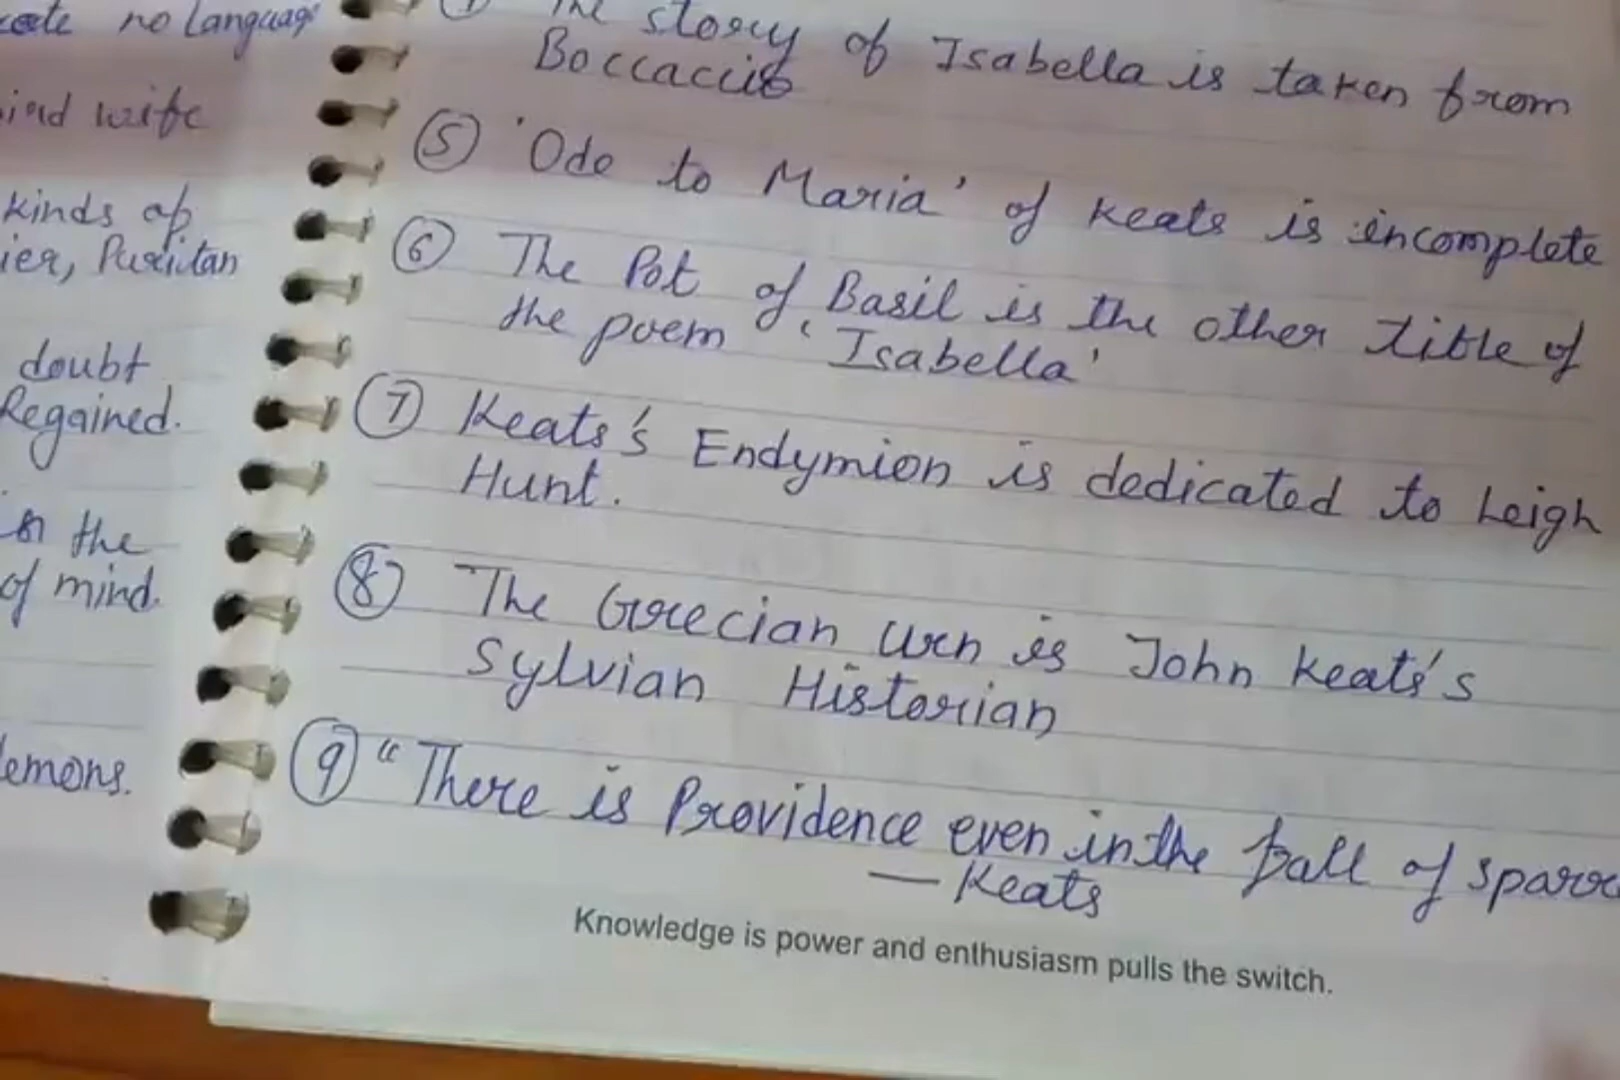 no Languag
wife
kinds of
ier, Puritan
doubt
Regained.
in the
of mind.
emons.
The story of Isabella is taken from
Boccaccio
⑤ 'Ode to Maria' of Keats is incomplete
⑥ The Pot of Basil is the other title of
the poem 'Isabella'
⑦ Keats's Endymion is dedicated to Leigh
Hunt.
⑧ The Grecian Urn is John Keats's
Sylvian Historian
⑨ "There is Providence even in the fall of sparro
— Keats
Knowledge is power and enthusiasm pulls the switch.